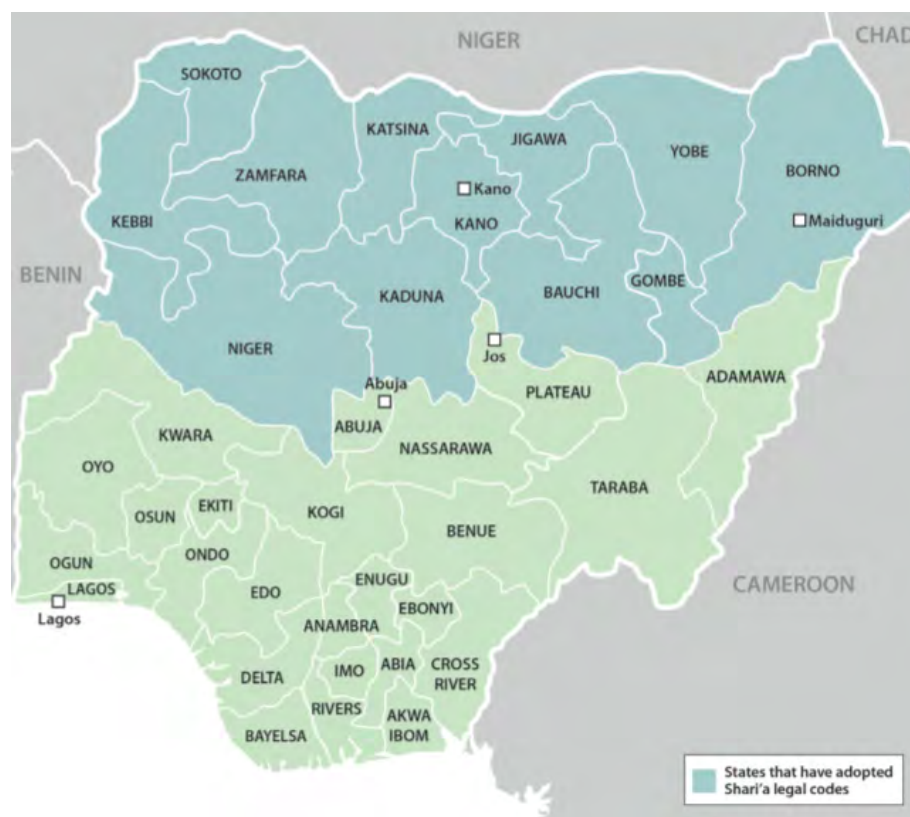 NIGER
CHAD
SOKOTO
KATSINA
JIGAWA
YOBE
ZAMFARA
BORNO
Kano
KEBBI
KANO
Maiduguri
BENIN
KADUNA
BAUCHI
GOMBE
NIGER
Jos
Abuja
PLATEAU
ADAMAWA
ABUJA
KWARA
NASSARAWA
OYO
TARABA
EKITI
OSUN
KOGI
BENUE
ONDO
OGUN
ENUGU
CAMEROON
LAGOS
EDO
Lagos
EBONYI
ANAMBRA
DELTA
IMO
ABIA
CROSS
RIVER
RIVERS
AKWA
IBOM
BAYELSA
States that have adopted
Shari'a legal codes